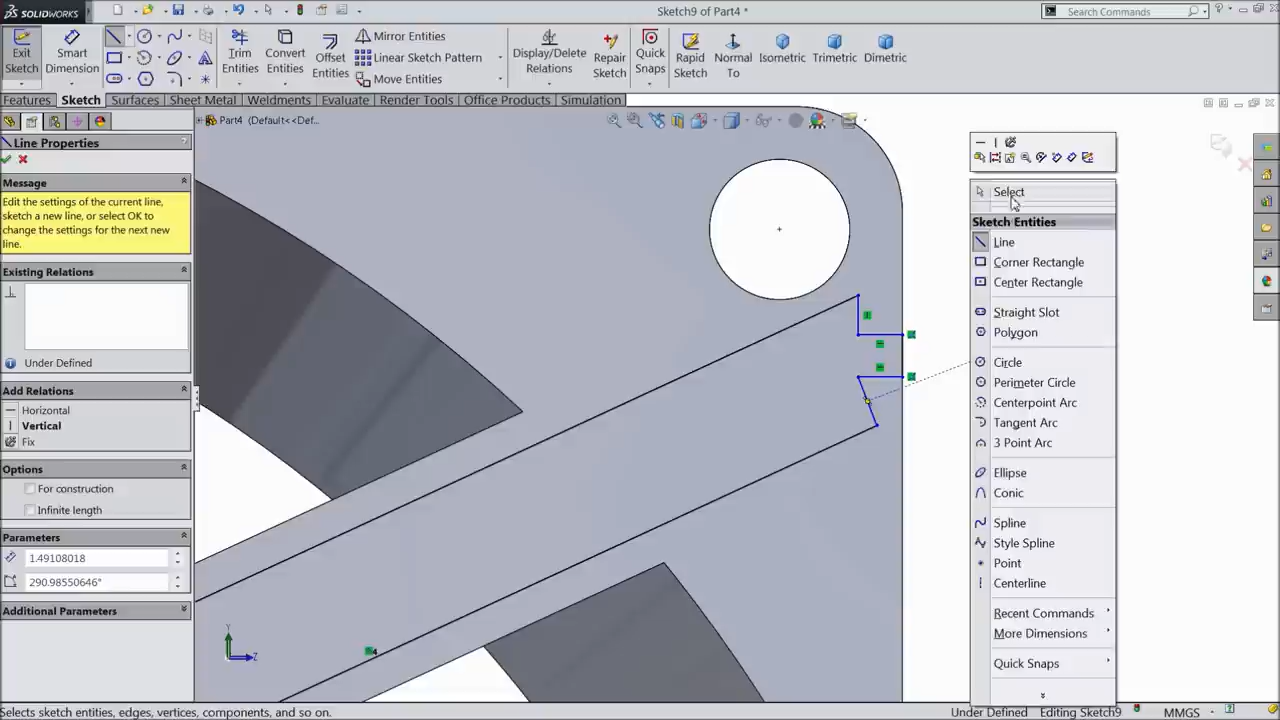 SOLIDWORKS
Sketch9 of Part4 *
Search Commands
Exit Sketch
Smart Dimension
Trim Entities
Convert Entities
Offset Entities
Mirror Entities
Linear Sketch Pattern
Move Entities
Display/Delete Relations
Repair Sketch
Quick Snaps
Rapid Sketch
Normal To
Isometric
Trimetric
Dimetric
Features
Sketch
Surfaces
Sheet Metal
Weldments
Evaluate
Render Tools
Office Products
Simulation
Part4 (Default<<Def...
Line Properties
Message
Edit the settings of the current line,
sketch a new line, or select OK to
change the settings for the next new
line.
Existing Relations
Under Defined
Add Relations
Horizontal
Vertical
Fix
Options
For construction
Infinite length
Parameters
1.49108018
290.98550646°
Additional Parameters
4
Y
Z
Select
Sketch Entities
Line
Corner Rectangle
Center Rectangle
Straight Slot
Polygon
Circle
Perimeter Circle
Centerpoint Arc
Tangent Arc
3 Point Arc
Ellipse
Conic
Spline
Style Spline
Point
Centerline
Recent Commands
More Dimensions
Quick Snaps
Selects sketch entities, edges, vertices, components, and so on.
Under Defined
Editing Sketch9
MMGS